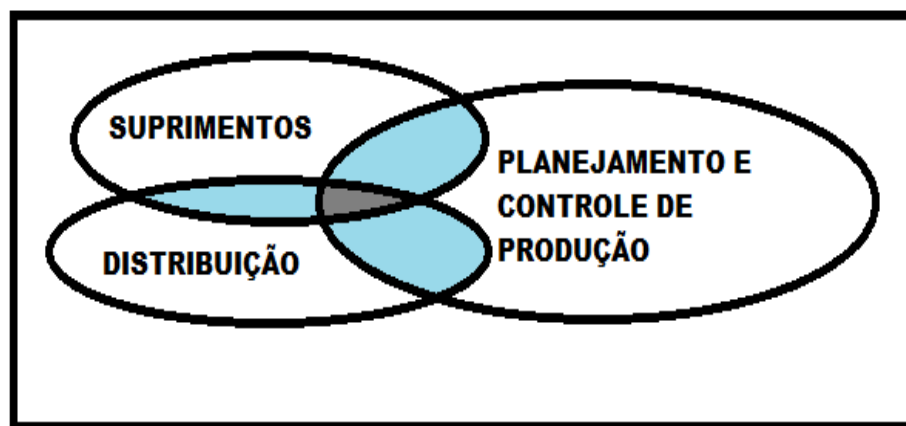 SUPRIMENTOS
PLANEJAMENTO E
CONTROLE DE
PRODUÇÃO
DISTRIBUIÇÃO